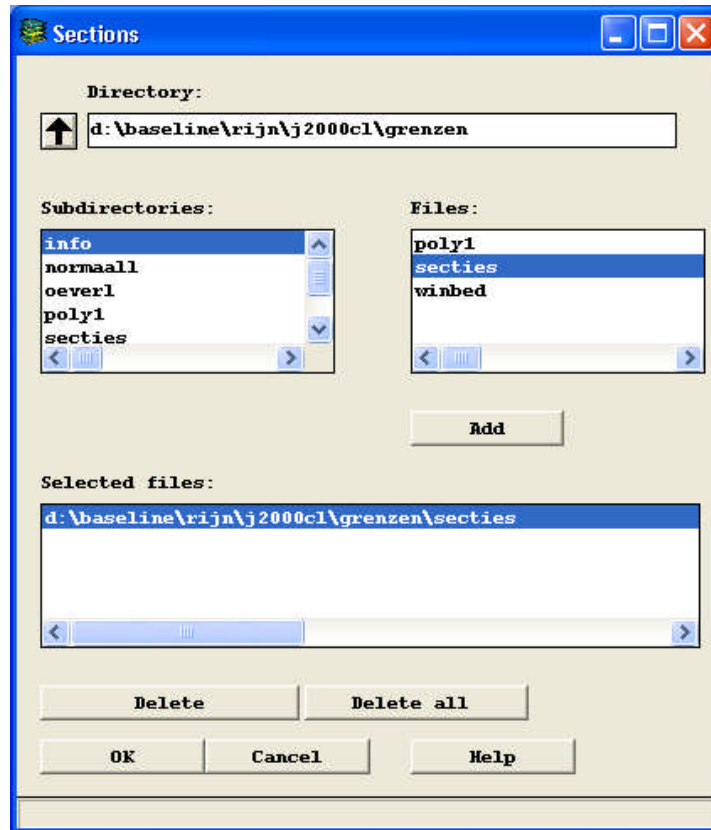 Sections
Directory:
d:\baseline\rijn\j2000cl\grenzen
Subdirectories:
info
normaall
oeverl
poly1
secties
Files:
poly1
secties
winbed
Add
Selected files:
d:\baseline\rijn\j2000cl\grenzen\secties
Delete
Delete all
OK
Cancel
Help